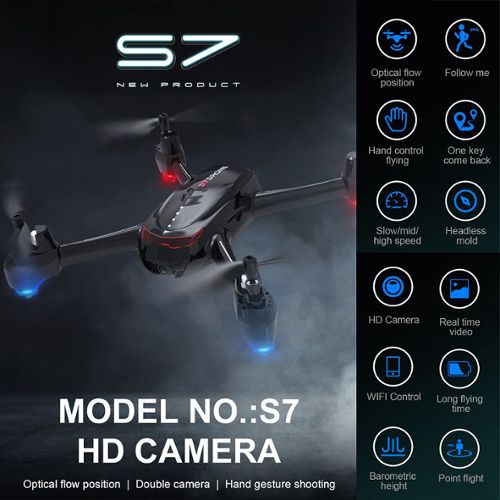 S7
NEW PRODUCT
MODEL NO.:S7
HD CAMERA
Optical flow position | Double camera | Hand gesture shooting
Optical flow
position
Follow me
Hand control
flying
One key
come back
Slow/mid/
high speed
Headless
mold
HD Camera
Real time
video
WIFI Control
Long flying
time
Barometric
height
Point flight